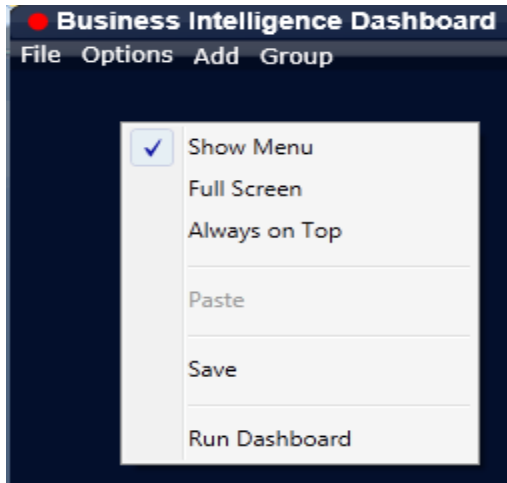 Business Intelligence Dashboard
File Options Add Group
Show Menu
Full Screen
Always on Top
Paste
Save
Run Dashboard